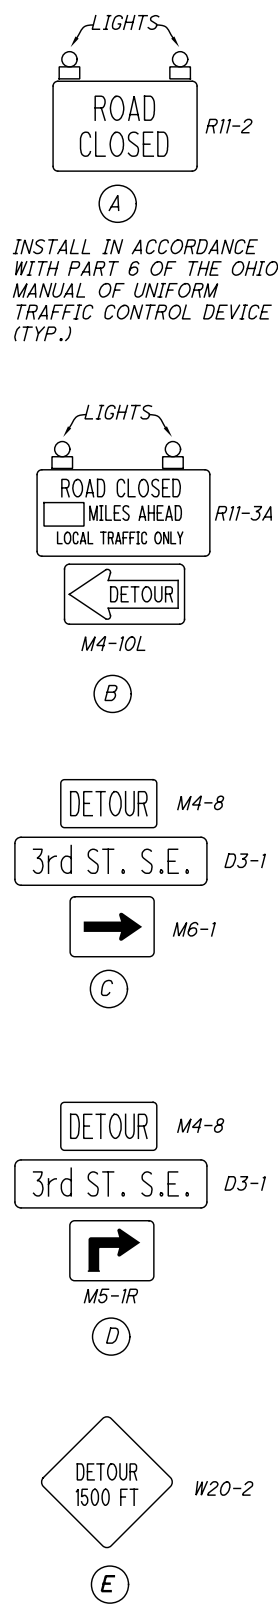 LIGHTS
ROAD
CLOSED
R11-2
A
INSTALL IN ACCORDANCE
WITH PART 6 OF THE OHIO
MANUAL OF UNIFORM
TRAFFIC CONTROL DEVICE
(TYP.)
LIGHTS
ROAD CLOSED
MILES AHEAD
LOCAL TRAFFIC ONLY
R11-3A
DETOUR
M4-10L
B
DETOUR M4-8
3rd ST. S.E. D3-1
M6-1
C
DETOUR M4-8
3rd ST. S.E. D3-1
M5-1R
D
DETOUR
1500 FT
W20-2
E